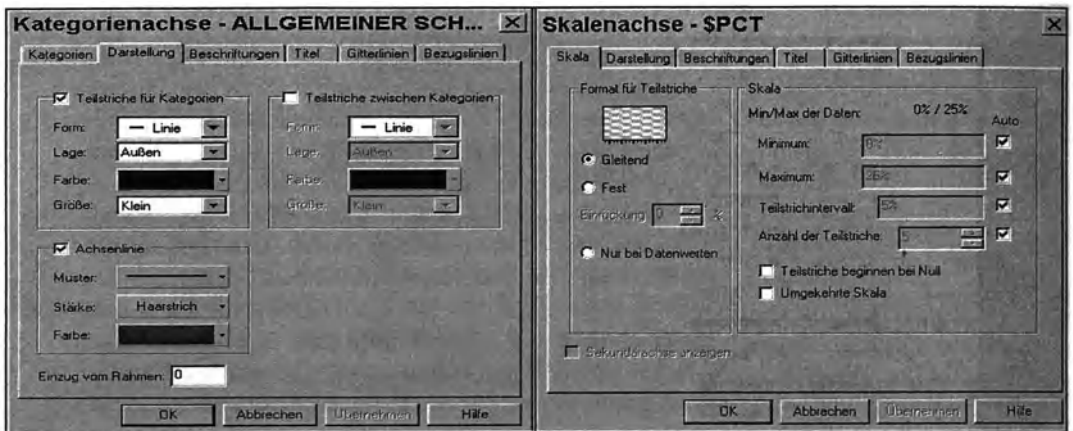 Kategorienachse - ALLGEMEINER SCH...
Kategorien Darstellung Beschriftungen Titel Gitterlinien Bezugslinien
Teilstriche für Kategorien
Form: Linie
Lage: Außen
Farbe:
Größe: Klein
Teilstriche zwischen Kategorien
Form: Linie
Lage: Außen
Farbe:
Größe: Klein
Achsenlinie
Muster:
Stärke: Haarstrich
Farbe:
Einzug vom Rahmen: 0
OK Abbrechen Übernehmen Hilfe
Skalenachse - $PCT
Skala Darstellung Beschriftungen Titel Gitterlinien Bezugslinien
Format für Teilstriche
Gleitend
Fest
Einrückung 0 %
Nur bei Datenwerten
Skala
Min/Max der Daten: 0% / 25%
Auto
Minimum: 0%
Maximum:
Teilstrichintervall: 5%
Anzahl der Teilstriche: 5
Teilstriche beginnen bei Null
Umgekehrte Skala
Sekundärachse anzeigen
OK Abbrechen Übernehmen Hilfe